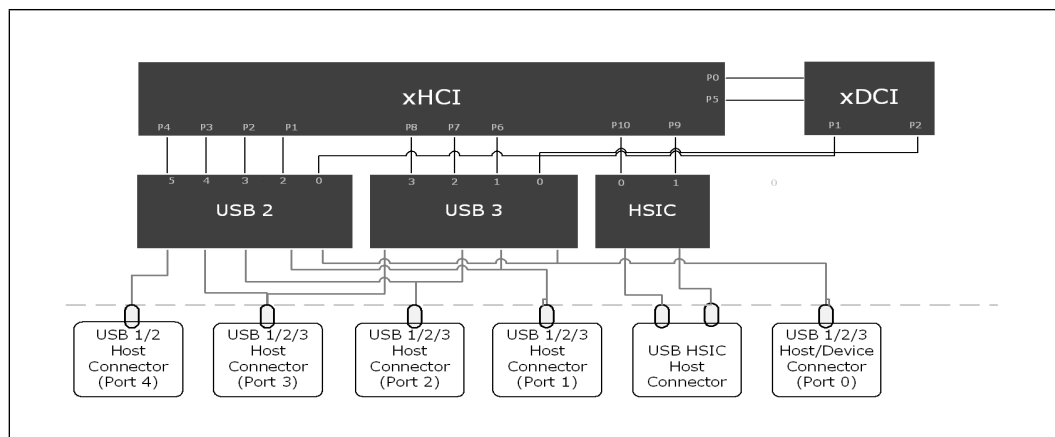 xHCI
P0
P5
xDCI
P4 P3 P2 P1 P8 P7 P6 P10 P9
P1 P2
5 4 3 2 0
3 2 1 0
0 1
0
USB 2
USB 3
HSIC
USB 1/2
Host
Connector
(Port 4)
USB 1/2/3
Host
Connector
(Port 3)
USB 1/2/3
Host
Connector
(Port 2)
USB 1/2/3
Host
Connector
(Port 1)
USB HSIC
Host
Connector
USB 1/2/3
Host/Device
Connector
(Port 0)